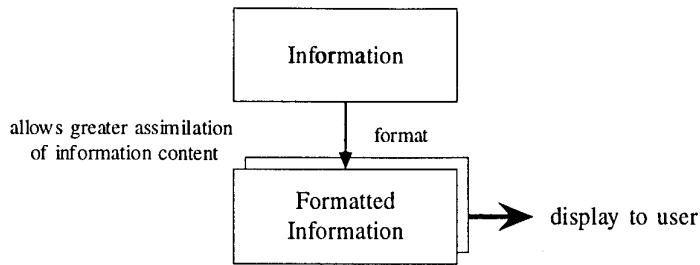 Information
allows greater assimilation
of information content
format
Formatted
Information
display to user